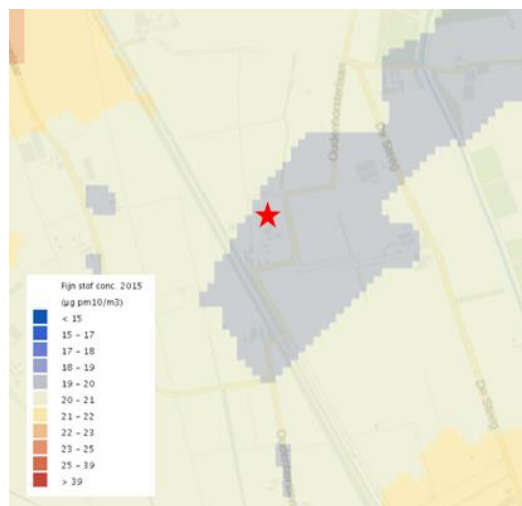 Oudenhorsterlaan
De Steeg
Fijn stof conc. 2015
(µg pm10/m3)
< 15
15 – 17
17 – 18
18 – 19
19 – 20
20 – 21
21 – 22
22 – 23
23 – 25
25 – 39
> 39
De Steeg